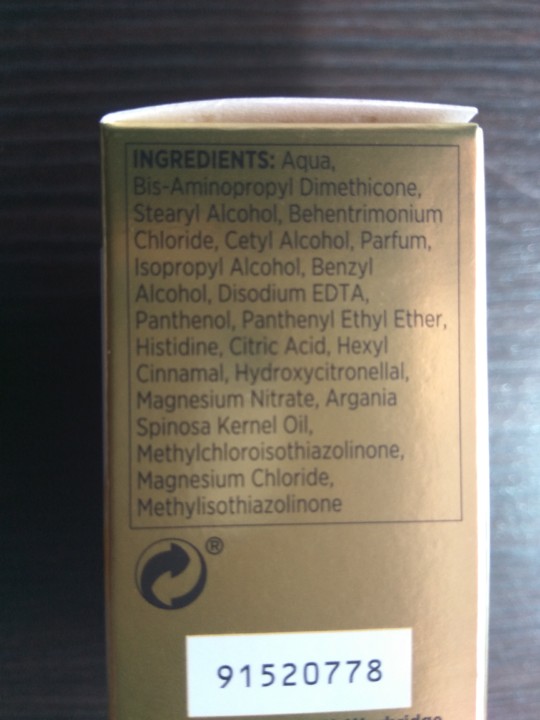 INGREDIENTS: Aqua,
Bis-Aminopropyl Dimethicone,
Stearyl Alcohol, Behentrimonium
Chloride, Cetyl Alcohol, Parfum,
Isopropyl Alcohol, Benzyl
Alcohol, Disodium EDTA,
Panthenol, Panthenyl Ethyl Ether,
Histidine, Citric Acid, Hexyl
Cinnamal, Hydroxycitronellal,
Magnesium Nitrate, Argania
Spinosa Kernel Oil,
Methylchloroisothiazolinone,
Magnesium Chloride,
Methylisothiazolinone
®
91520778